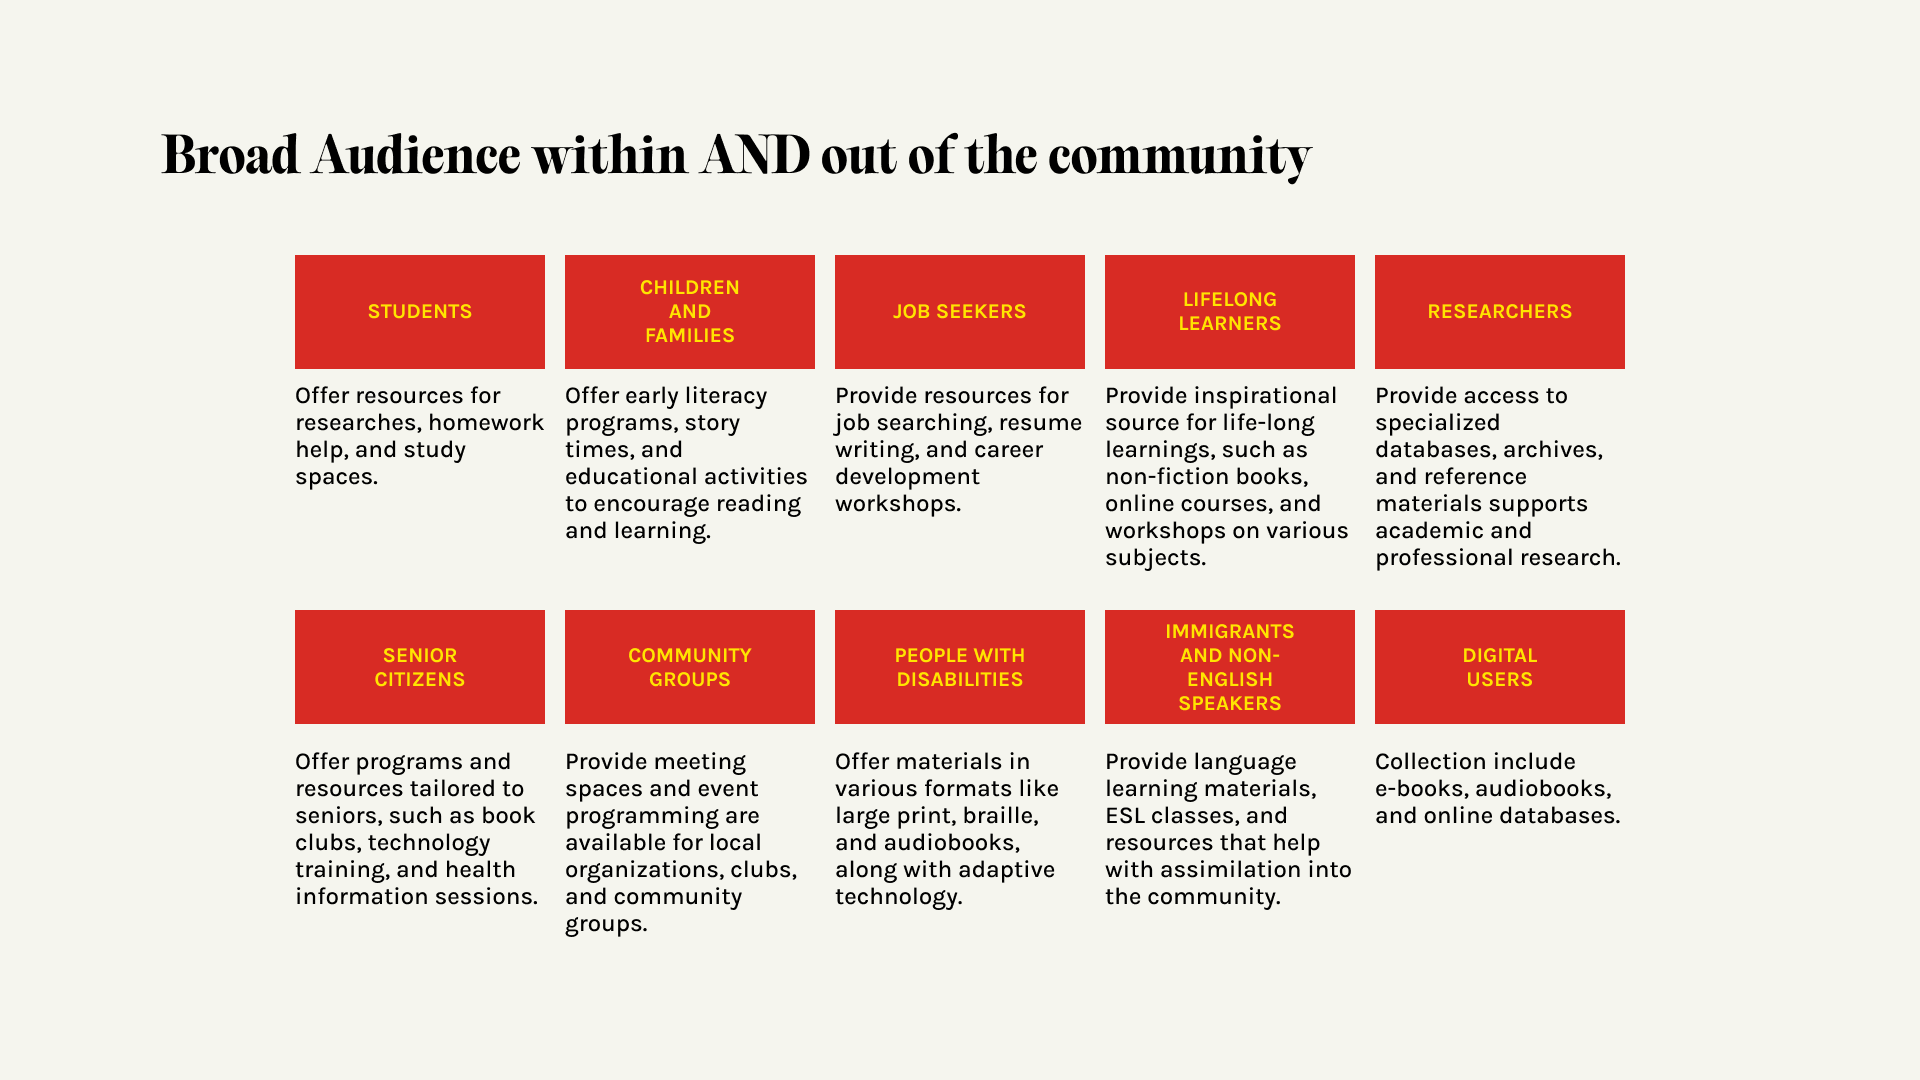 Broad Audience within AND out of the community
STUDENTS
Offer resources for
researches, homework
help, and study
spaces.
CHILDREN
AND
FAMILIES
Offer early literacy
programs, story
times, and
educational activities
to encourage reading
and learning.
JOB SEEKERS
Provide resources for
job searching, resume
writing, and career
development
workshops.
LIFELONG
LEARNERS
Provide inspirational
source for life-long
learnings, such as
non-fiction books,
online courses, and
workshops on various
subjects.
RESEARCHERS
Provide access to
specialized
databases, archives,
and reference
materials supports
academic and
professional research.
SENIOR
CITIZENS
Offer programs and
resources tailored to
seniors, such as book
clubs, technology
training, and health
information sessions.
COMMUNITY
GROUPS
Provide meeting
spaces and event
programming are
available for local
organizations, clubs,
and community
groups.
PEOPLE WITH
DISABILITIES
Offer materials in
various formats like
large print, braille,
and audiobooks,
along with adaptive
technology.
IMMIGRANTS
AND NON-
ENGLISH
SPEAKERS
Provide language
learning materials,
ESL classes, and
resources that help
with assimilation into
the community.
DIGITAL
USERS
Collection include
e-books, audiobooks,
and online databases.